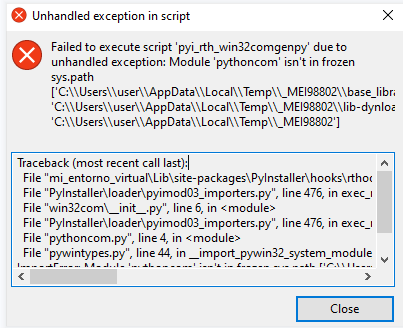 Unhandled exception in script
Failed to execute script 'pyi_rth_win32comgenpy' due to
unhandled exception: Module 'pythoncom' isn't in frozen
sys.path
['C:\\Users\\user\\AppData\\Local\\Temp\\_MEI98802\\base_libra
'C:\\Users\\user\\AppData\\Local\\Temp\\_MEI98802\\lib-dynloa
'C:\\Users\\user\\AppData\\Local\\Temp\\_MEI98802']
Traceback (most recent call last):
File "mi_entorno_virtual\Lib\site-packages\PyInstaller\hooks\rthoo
File "PyInstaller\loader\pyimod03_importers.py", line 476, in exec_r
File "win32com\__init__.py", line 6, in <module>
File "PyInstaller\loader\pyimod03_importers.py", line 476, in exec_r
File "pythoncom.py", line 4, in <module>
File "pywintypes.py", line 44, in __import_pywin32_system_module
ImportError: Module 'pythoncom' isn't in frozen sys.path ['C:\\Users
Close